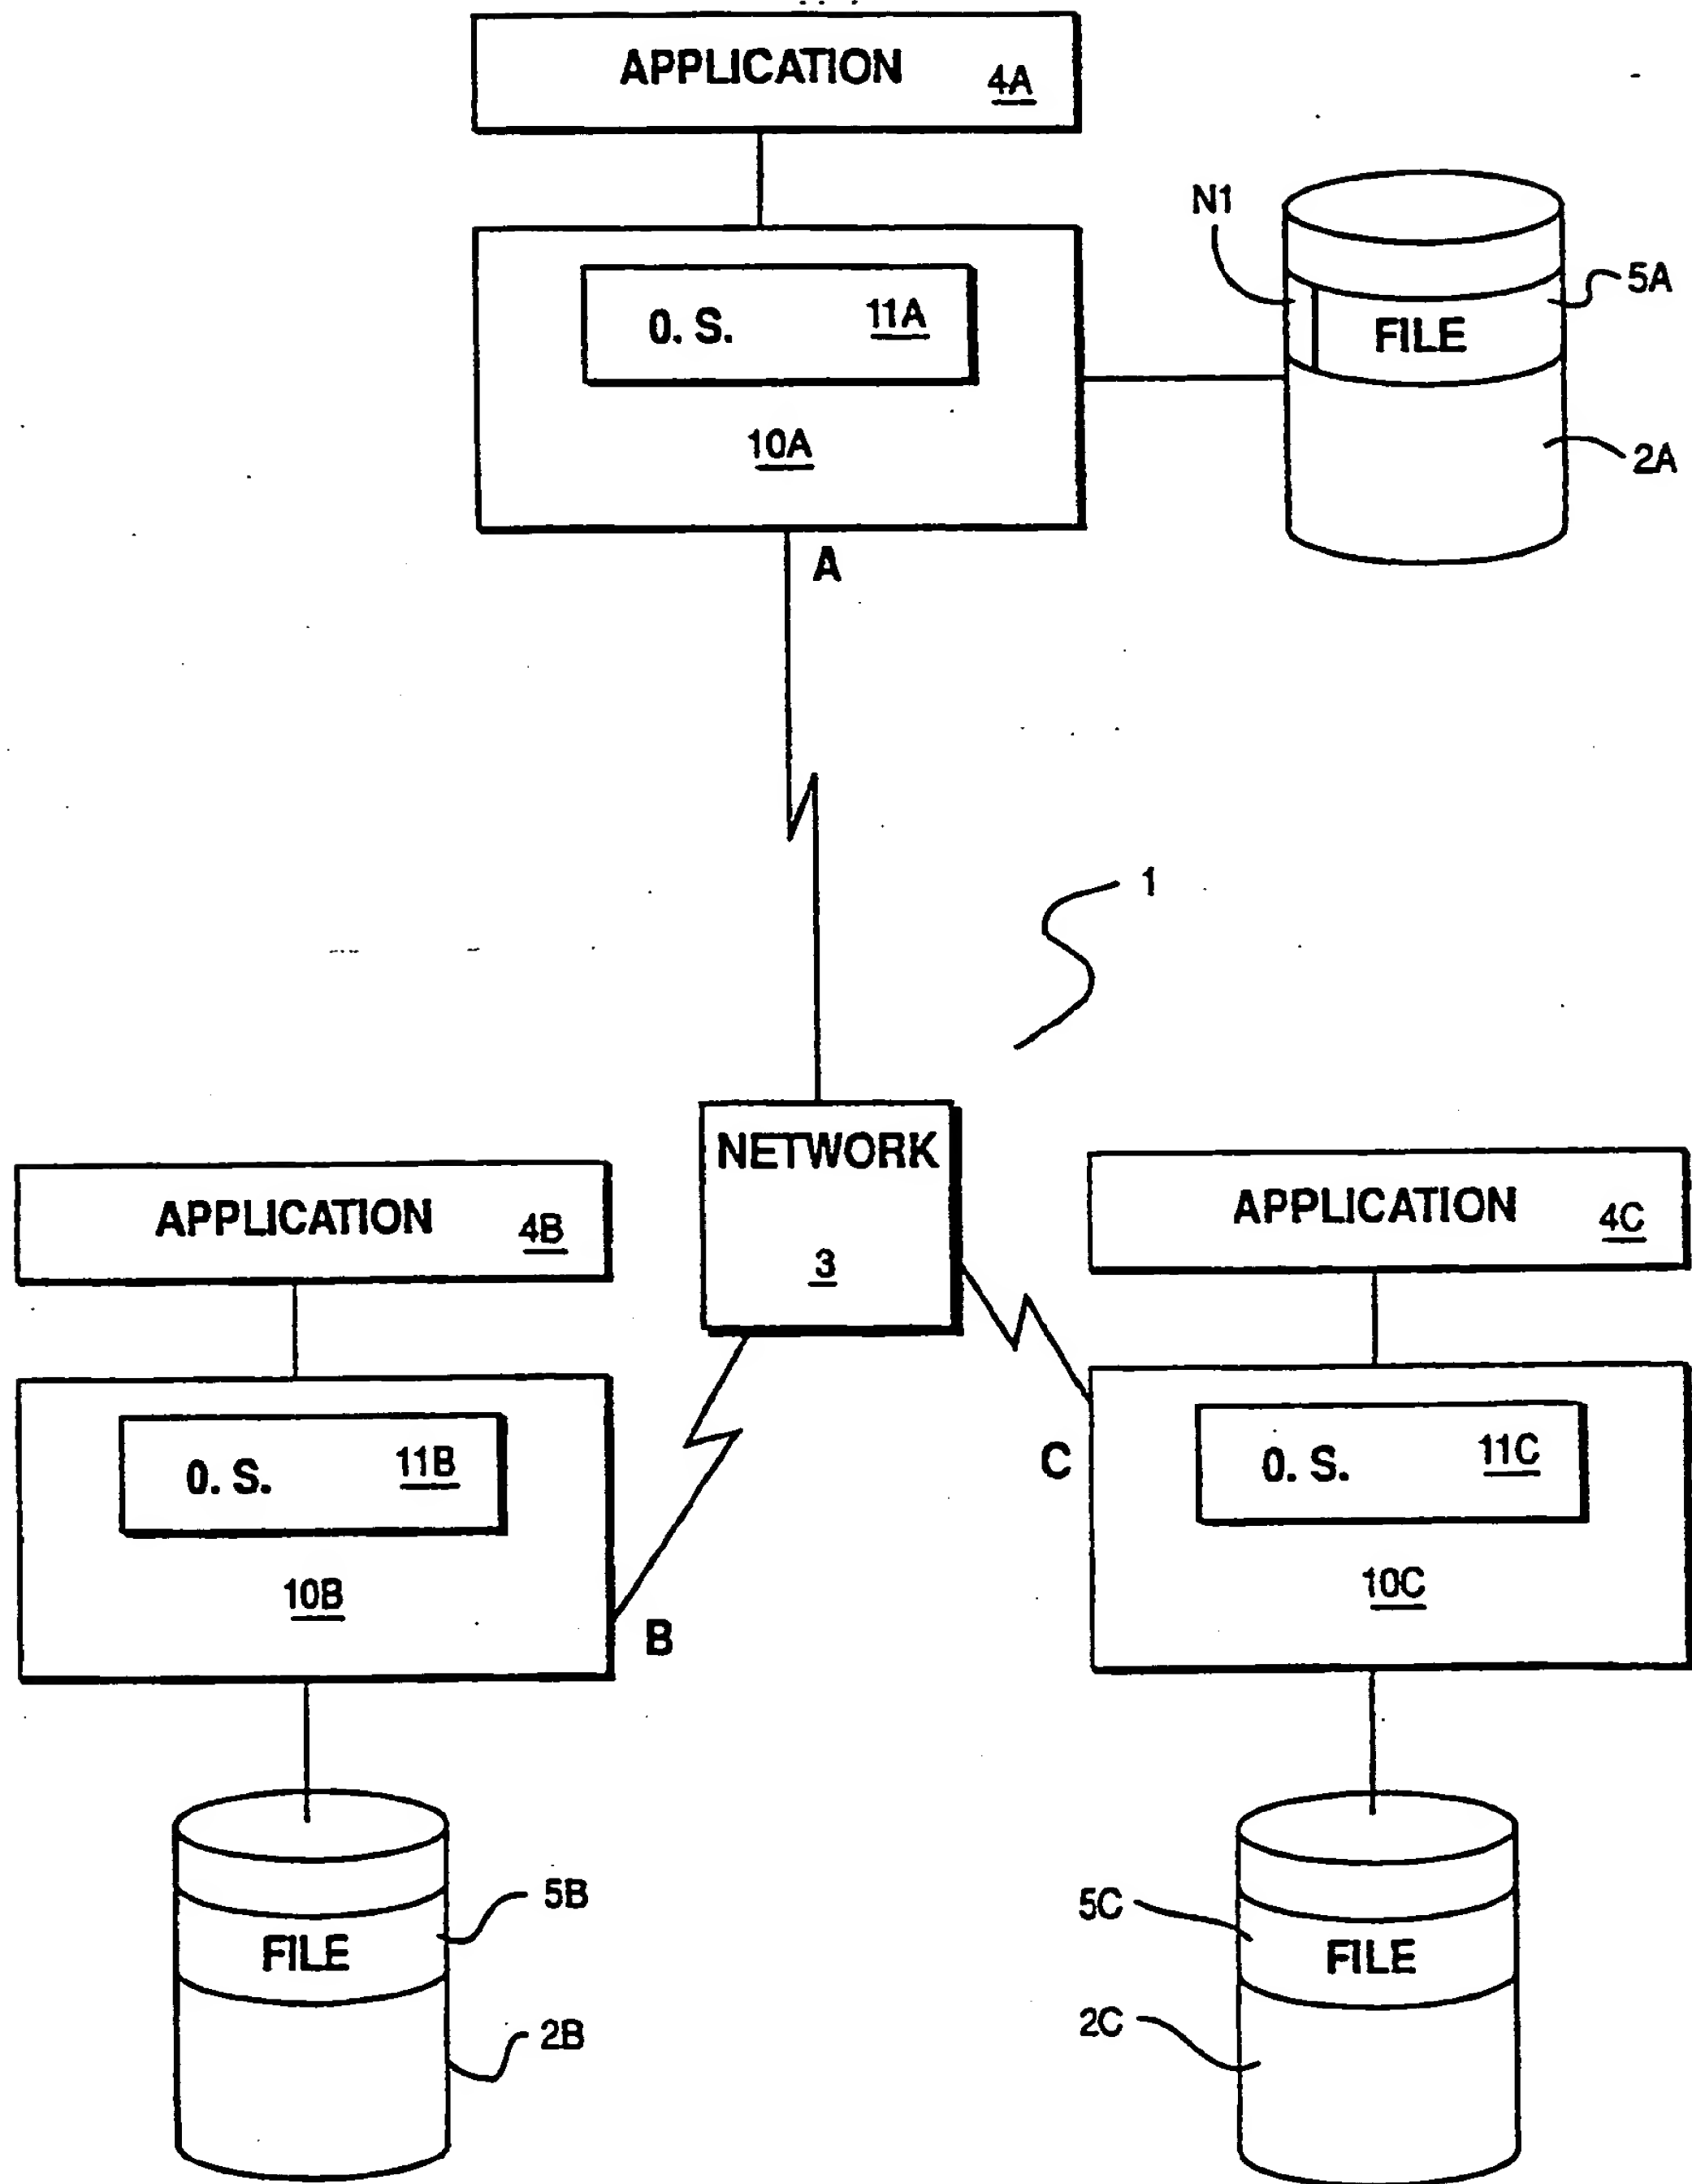 APPLICATION 4A
N1
5A
0. S. 11A
FILE
10A
2A
A
1
NETWORK
3
APPLICATION 4B
APPLICATION 4C
0. S. 11B
C
0. S. 11C
10B
10C
B
5B
5C
FILE
FILE
2B
2C